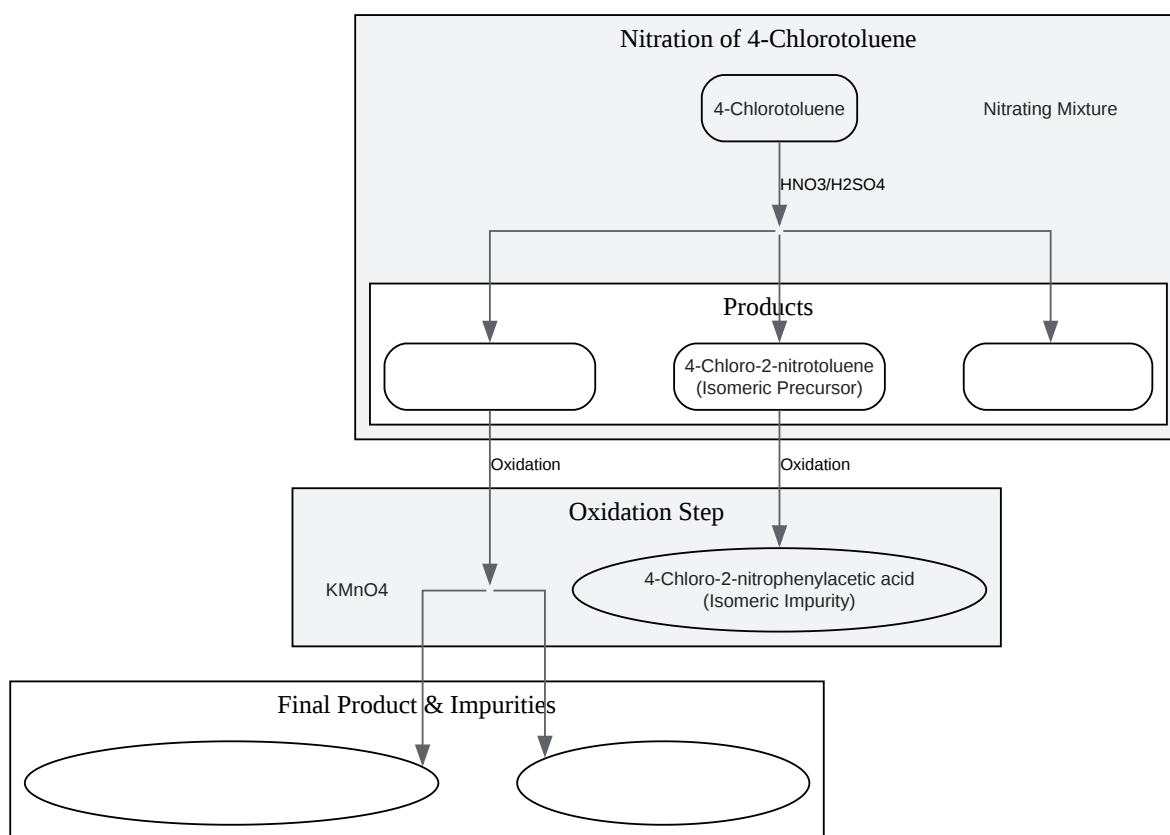 Nitration of 4-Chlorotoluene
4-Chlorotoluene
Nitrating Mixture
HNO3/H2SO4
Products
4-Chloro-2-nitrotoluene
(Isomeric Precursor)
Oxidation
Oxidation
Oxidation Step
KMnO4
4-Chloro-2-nitrophenylacetic acid
(Isomeric Impurity)
Final Product & Impurities